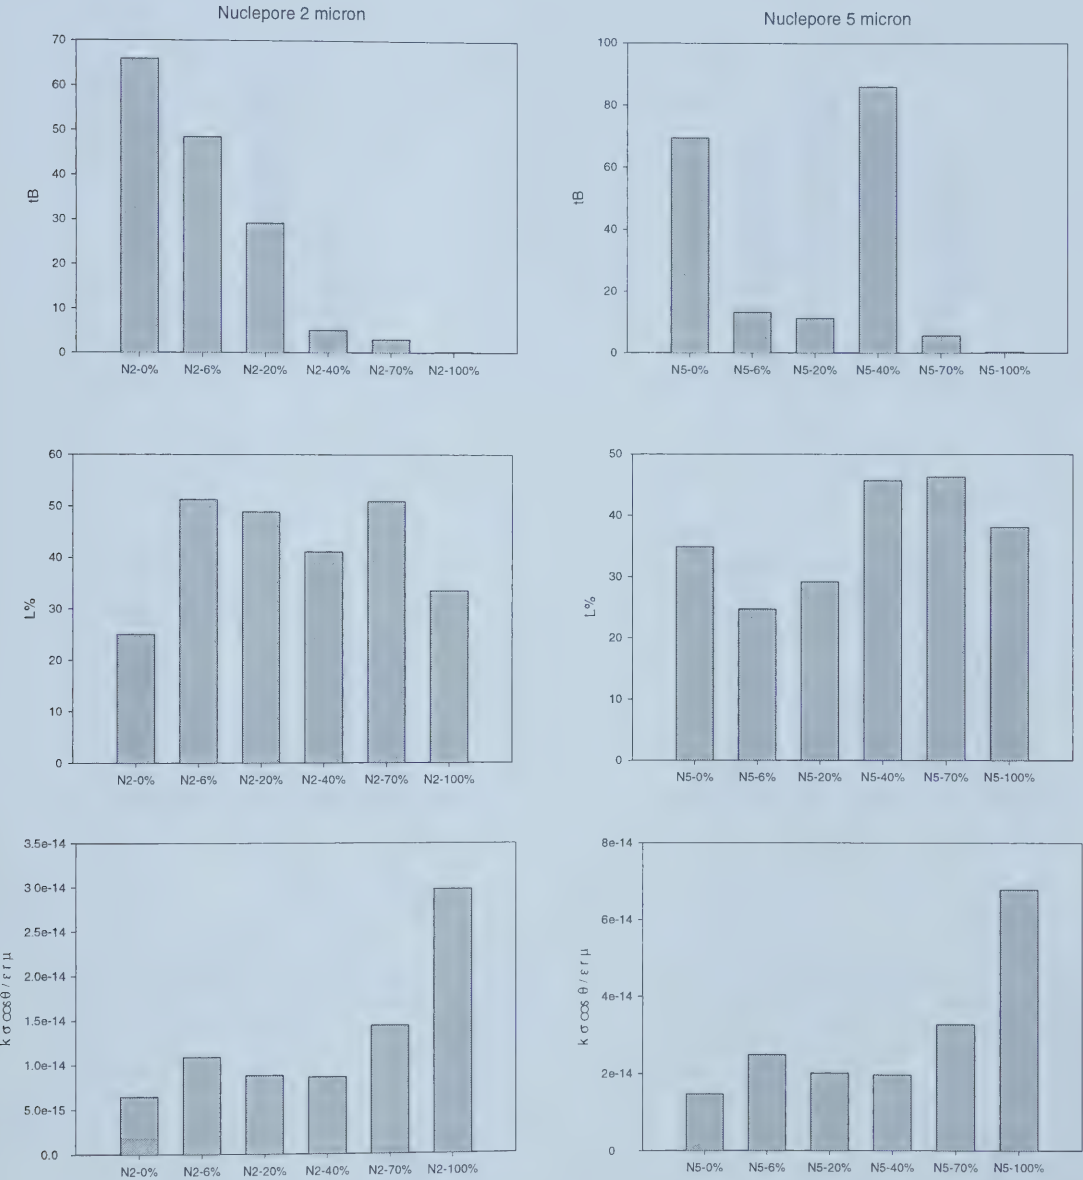 Nuclepore 2 micron
70
60
50
40
30
20
10
0
tB
N2-0% N2-6% N2-20% N2-40% N2-70% N2-100%
Nuclepore 5 micron
100
80
60
40
20
0
tB
N5-0% N5-6% N5-20% N5-40% N5-70% N5-100%
60
50
40
30
20
10
0
L%
N2-0% N2-6% N2-20% N2-40% N2-70% N2-100%
50
40
30
20
10
0
L%
N5-0% N5-6% N5-20% N5-40% N5-70% N5-100%
3.5e-14
3 0e-14
2.5e-14
2.0e-14
1.5e-14
1.0e-14
5.0e-15
0.0
k σ cos θ / ε r μ
N2-0% N2-6% N2-20% N2-40% N2-70% N2-100%
8e-14
6e-14
4e-14
2e-14
0
k σ cos θ / ε r μ
N5-0% N5-6% N5-20% N5-40% N5-70% N5-100%